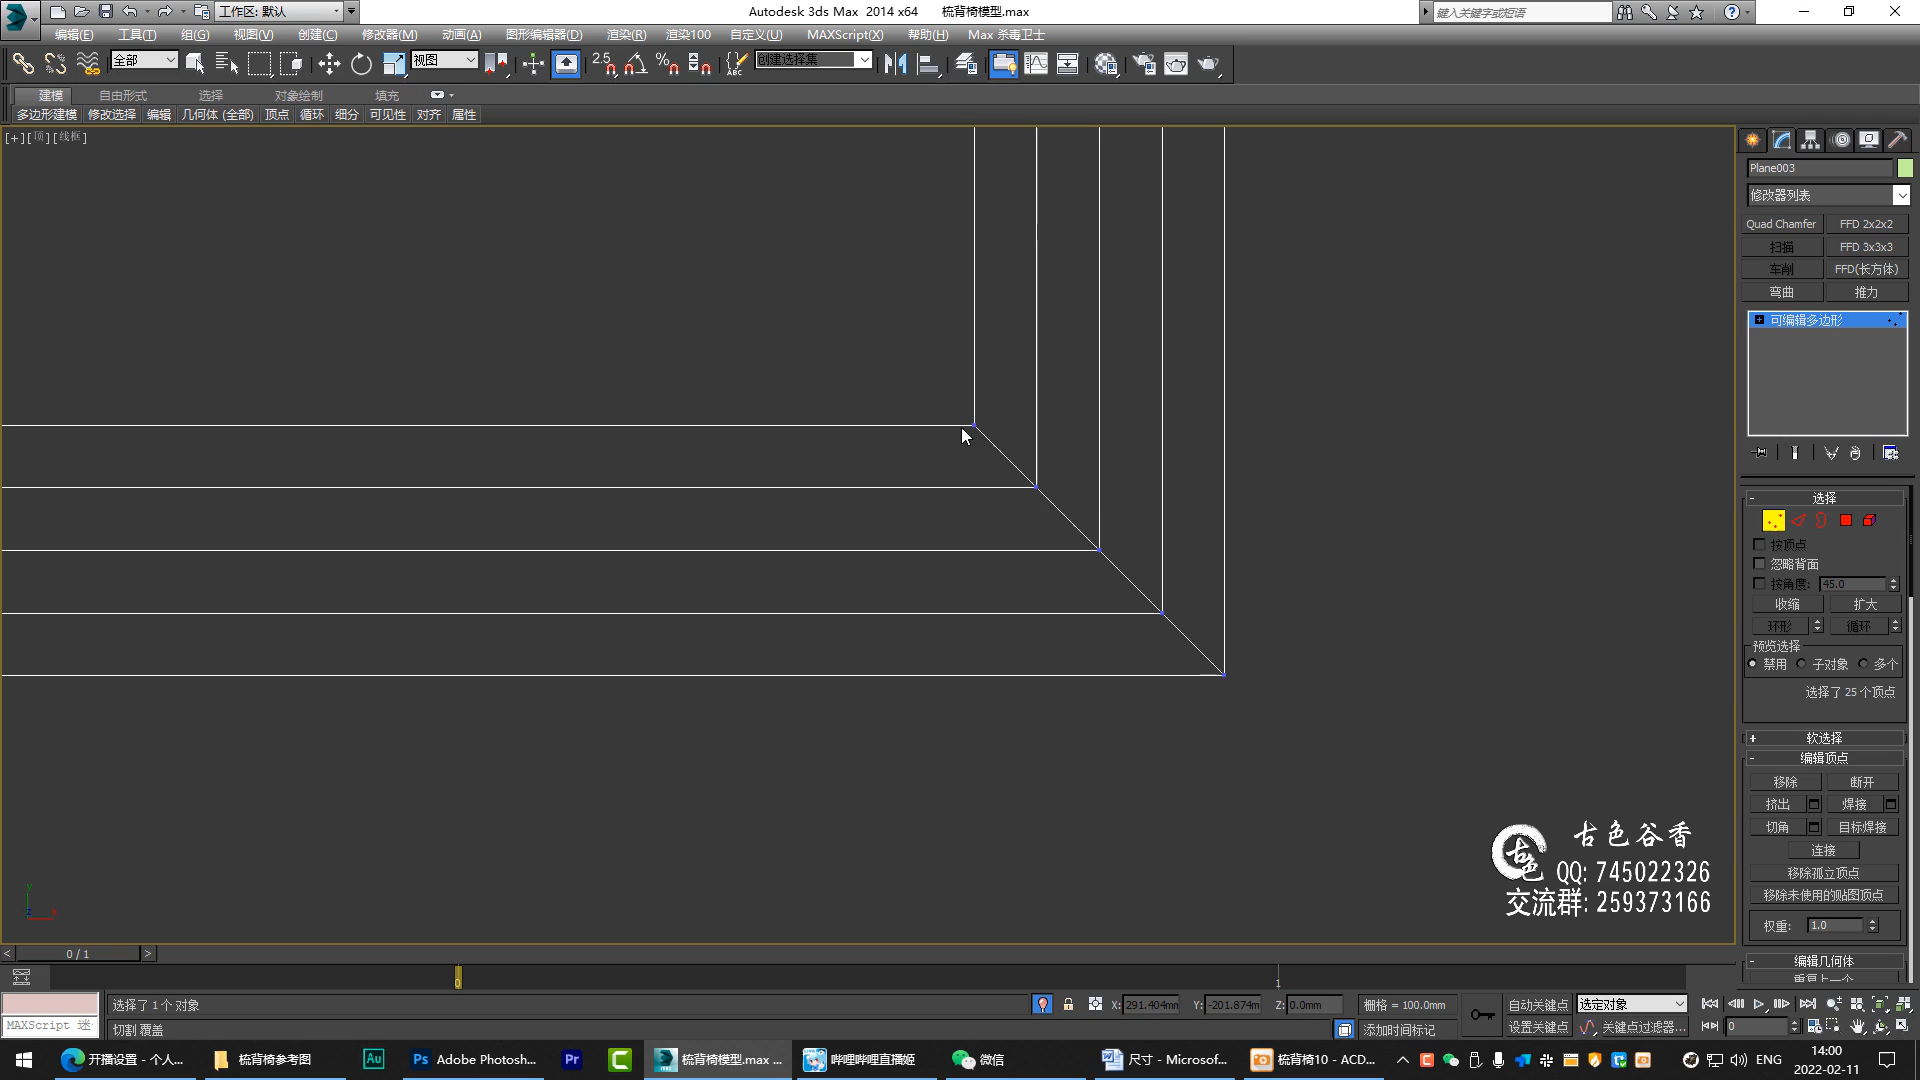 工作区: 默认
Autodesk 3ds Max 2014 x64 梳背椅模型.max
键入关键字或短语
编辑(E) 工具(T) 组(G) 视图(V) 创建(C) 修改器(M) 动画(A) 图形编辑器(D) 渲染(R) 渲染100 自定义(U) MAXScript(X) 帮助(H) Max 杀毒卫士
全部 视图 2.5 创建选择集
建模 自由形式 选择 对象绘制 填充
多边形建模 修改选择 编辑 几何体 (全部) 顶点 循环 细分 可见性 对齐 属性
[+][顶][线框]
Plane003
修改器列表
Quad Chamfer FFD 2x2x2
扫描 FFD 3x3x3
车削 FFD(长方体)
弯曲 推力
可编辑多边形
- 选择
按顶点
忽略背面
按角度: 45.0
收缩 扩大
环形 循环
预览选择
禁用 子对象 多个
选择了 25 个顶点
+ 软选择
- 编辑顶点
移除 断开
挤出 焊接
切角 目标焊接
连接
移除孤立顶点
移除未使用的贴图顶点
权重: 1.0
- 编辑几何体
重复上一个
古色
古色谷香
QQ: 745022326
交流群: 259373166
y
x
< 0 / 1 >
0 1
选择了 1 个 对象 X: 291.404mm Y: -201.874m Z: 0.0mm 栅格 = 100.0mm 自动关键点 选定对象
MAXScript 迷 切割 覆盖 添加时间标记 设置关键点 关键点过滤器... 0
开播设置 - 个人... 梳背椅参考图 Au Ps Adobe Photosh... Pr C 梳背椅模型.max ... 哔哩哔哩直播姬 微信 尺寸 - Microsof... 梳背椅10 - ACD... ENG
14:00
2022-02-11